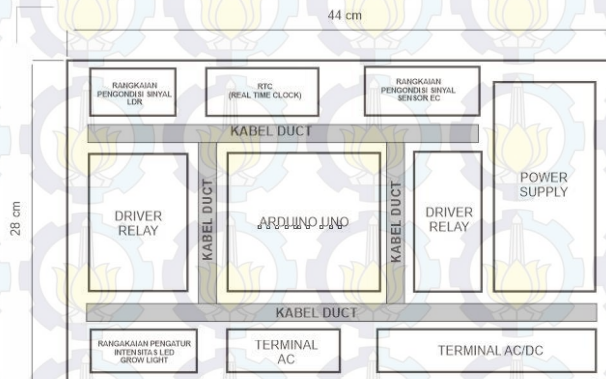 44 cm
RANGKAIAN
PENGONDISI SINYAL
LDR
RTC
(REAL TIME CLOCK)
RANGKAIAN
PENGONDISI SINYAL
SENSOR EC
KABEL DUCT
POWER
SUPPLY
28 cm
DRIVER
RELAY
KABEL DUCT
ARDUINO UNO
KABEL DUCT
DRIVER
RELAY
KABEL DUCT
RANGAKAIAN PENGATUR
INTENSITAS LED
GROW LIGHT
TERMINAL
AC
TERMINAL AC/DC